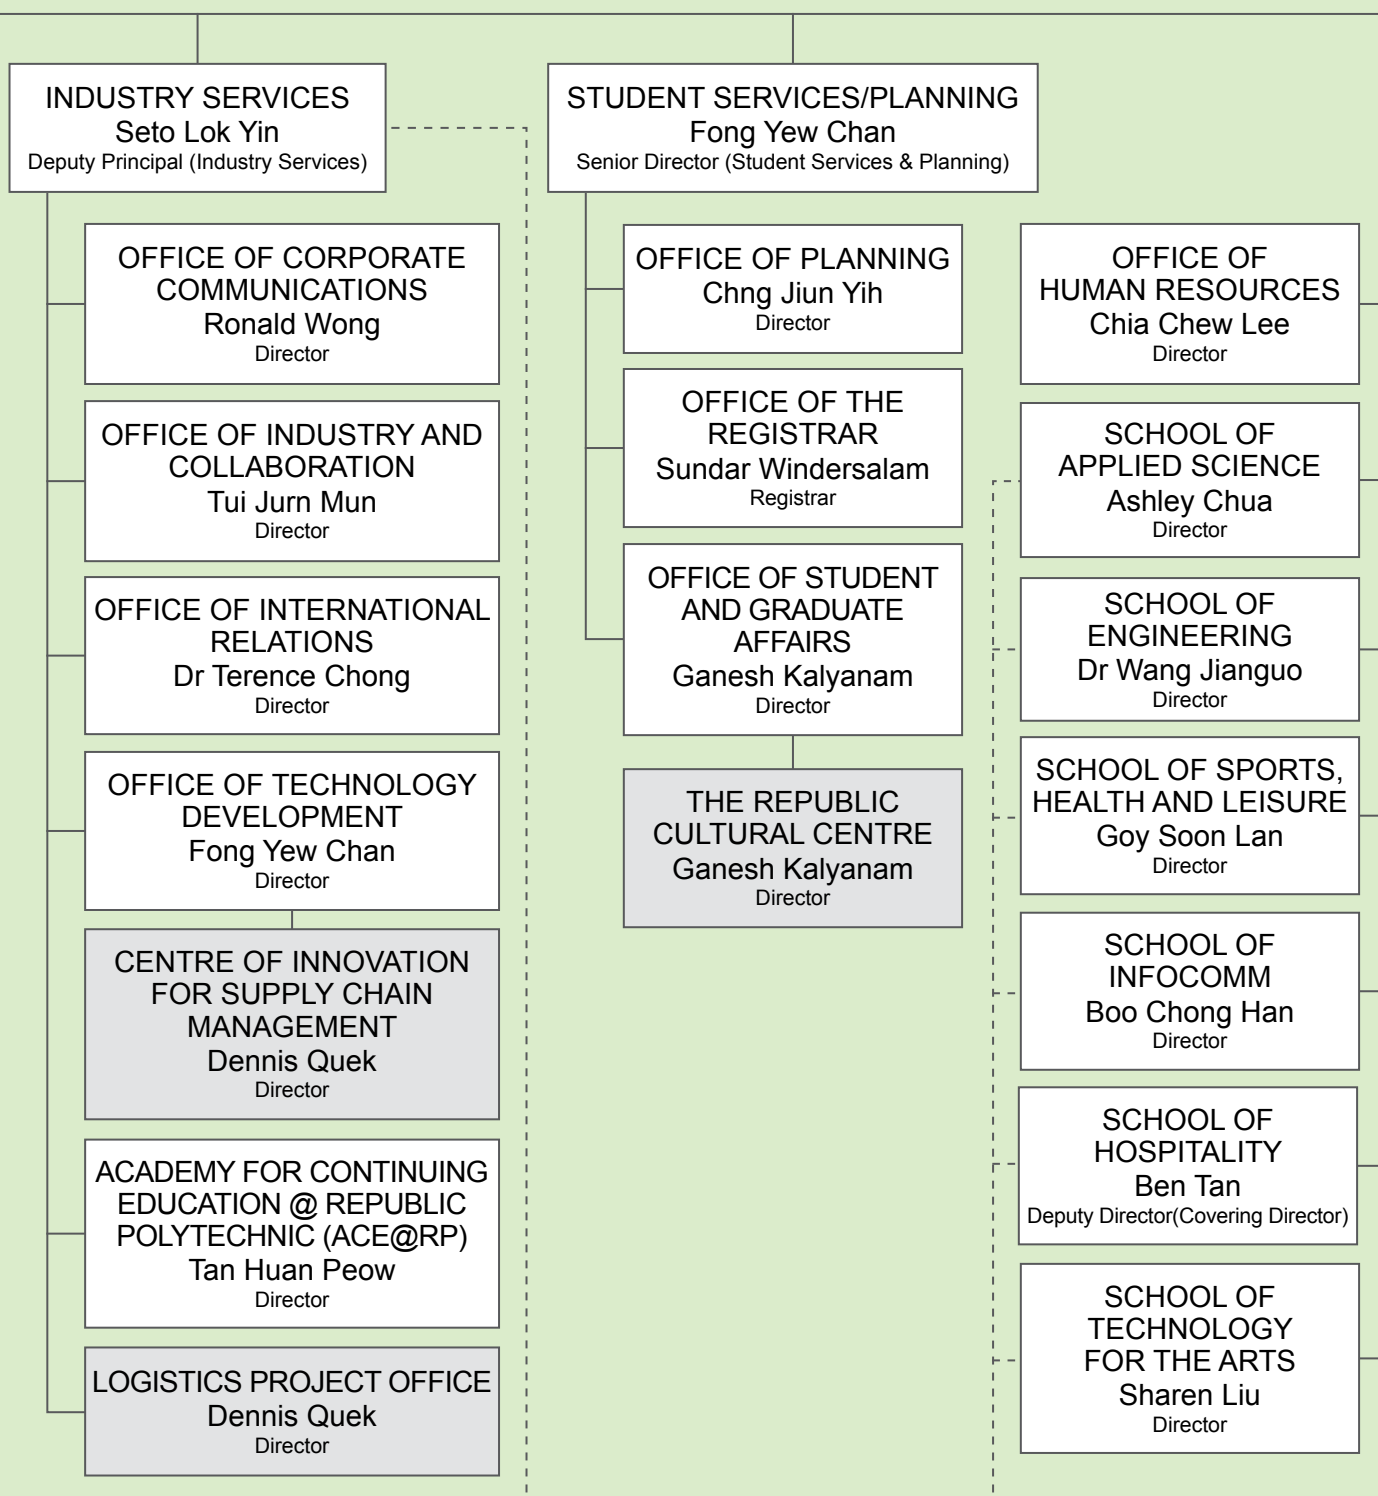 INDUSTRY SERVICES
Seto Lok Yin
Deputy Principal (Industry Services)
OFFICE OF CORPORATE
COMMUNICATIONS
Ronald Wong
Director
OFFICE OF INDUSTRY AND
COLLABORATION
Tui Jurn Mun
Director
OFFICE OF INTERNATIONAL
RELATIONS
Dr Terence Chong
Director
OFFICE OF TECHNOLOGY
DEVELOPMENT
Fong Yew Chan
Director
CENTRE OF INNOVATION
FOR SUPPLY CHAIN
MANAGEMENT
Dennis Quek
Director
ACADEMY FOR CONTINUING
EDUCATION @ REPUBLIC
POLYTECHNIC (ACE@RP)
Tan Huan Peow
Director
LOGISTICS PROJECT OFFICE
Dennis Quek
Director
STUDENT SERVICES/PLANNING
Fong Yew Chan
Senior Director (Student Services & Planning)
OFFICE OF PLANNING
Chng Jiun Yih
Director
OFFICE OF THE
REGISTRAR
Sundar Windersalam
Registrar
OFFICE OF STUDENT
AND GRADUATE
AFFAIRS
Ganesh Kalyanam
Director
THE REPUBLIC
CULTURAL CENTRE
Ganesh Kalyanam
Director
OFFICE OF
HUMAN RESOURCES
Chia Chew Lee
Director
SCHOOL OF
APPLIED SCIENCE
Ashley Chua
Director
SCHOOL OF
ENGINEERING
Dr Wang Jianguo
Director
SCHOOL OF SPORTS,
HEALTH AND LEISURE
Goy Soon Lan
Director
SCHOOL OF
INFOCOMM
Boo Chong Han
Director
SCHOOL OF
HOSPITALITY
Ben Tan
Deputy Director(Covering Director)
SCHOOL OF
TECHNOLOGY
FOR THE ARTS
Sharen Liu
Director